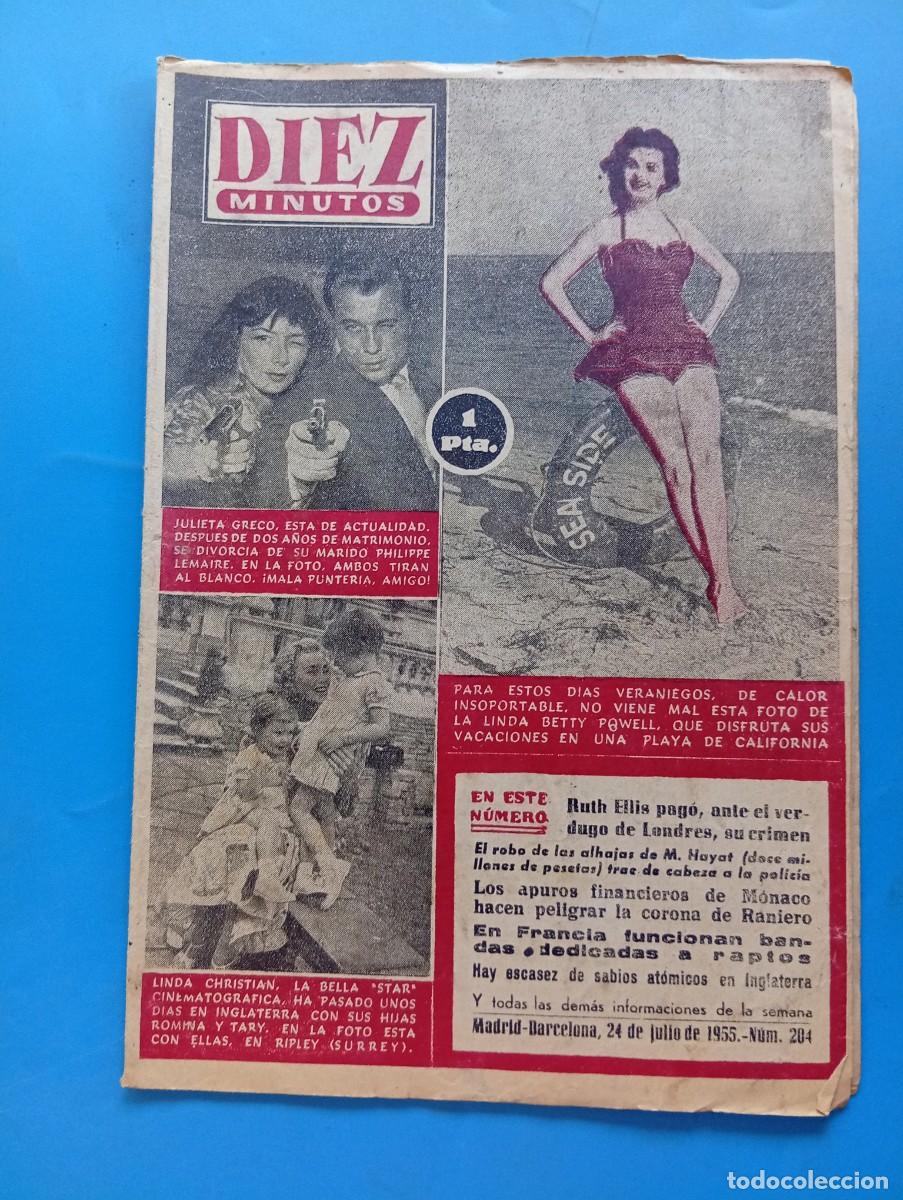 DIEZ
MINUTOS
1
Pta.
SEA SIDE
JULIETA GRECO, ESTA DE ACTUALIDAD.
DESPUES DE DOS AÑOS DE MATRIMONIO,
SE DIVORCIA DE SU MARIDO PHILIPPE
LEMAIRE. EN LA FOTO, AMBOS TIRAN
AL BLANCO. ¡MALA PUNTERIA, AMIGO!
PARA ESTOS DIAS VERANIEGOS, DE CALOR
INSOPORTABLE, NO VIENE MAL ESTA FOTO DE
LA LINDA BETTY POWELL, QUE DISFRUTA SUS
VACACIONES EN UNA PLAYA DE CALIFORNIA
LINDA CHRISTIAN, LA BELLA "STAR"
CINEMATOGRAFICA, HA PASADO UNOS
DIAS EN INGLATERRA CON SUS HIJAS
ROMINA Y TARY. EN LA FOTO ESTA
CON ELLAS, EN RIPLEY (SURREY).
EN ESTE
NÚMERO
Ruth Ellis pagó, ante el ver-
dugo de Londres, su crimen
El robo de las alhajas de M. Hayat (doce mi-
llones de pesetas) trae de cabeza a la policía
Los apuros financieros de Mónaco
hacen peligrar la corona de Raniero
En Francia funcionan ban-
das dedicadas a raptos
Hay escasez de sabios atómicos en Inglaterra
Y todas las demás informaciones de la semana
Madrid-Barcelona, 24 de julio de 1955.-Núm. 204
todocoleccion